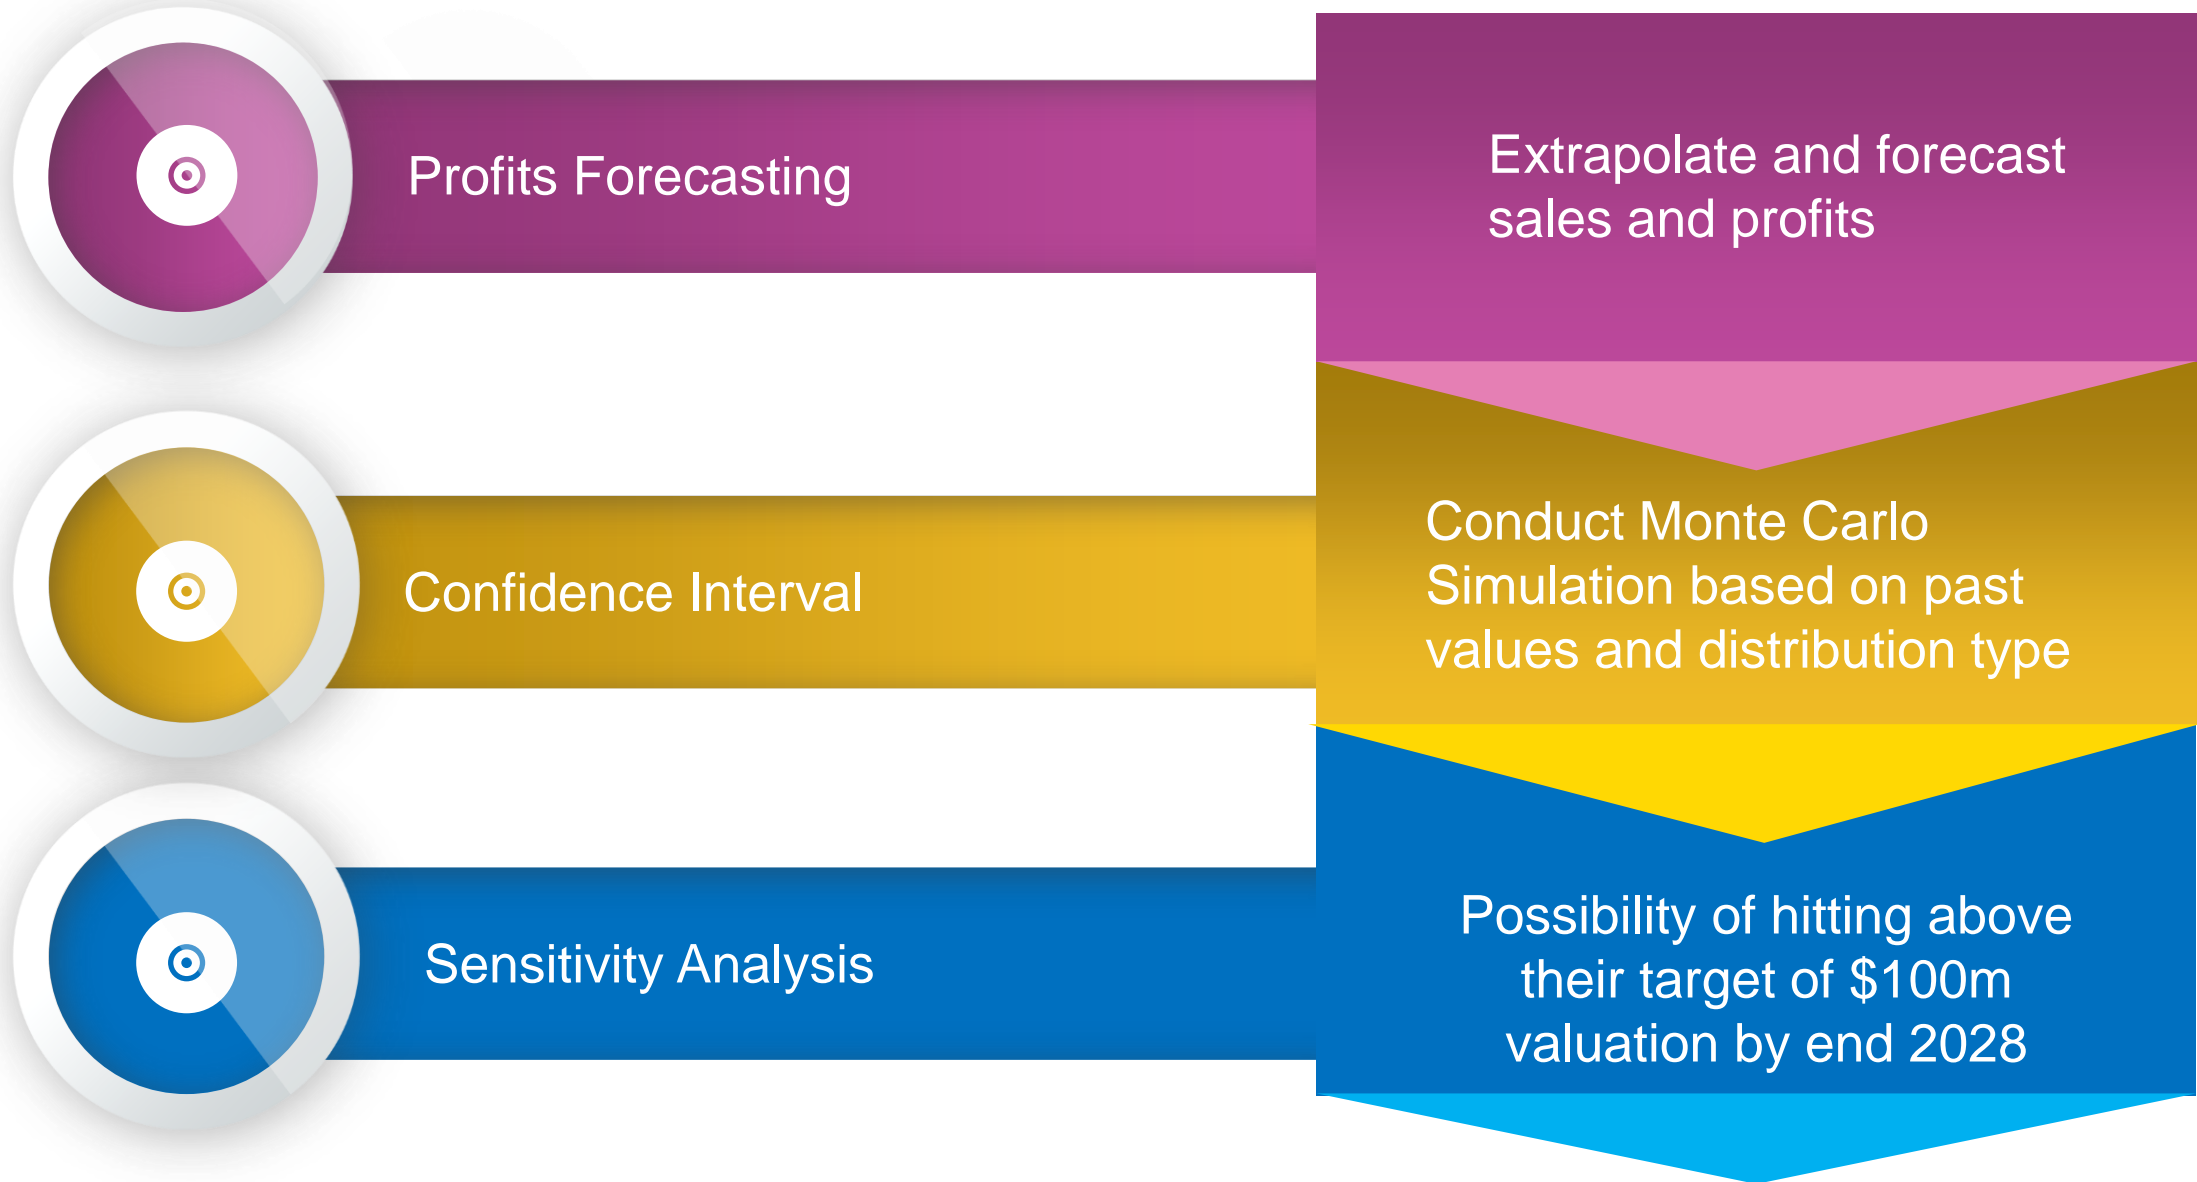 Profits Forecasting
Extrapolate and forecast
sales and profits
Confidence Interval
Conduct Monte Carlo
Simulation based on past
values and distribution type
Sensitivity Analysis
Possibility of hitting above
their target of $100m
valuation by end 2028